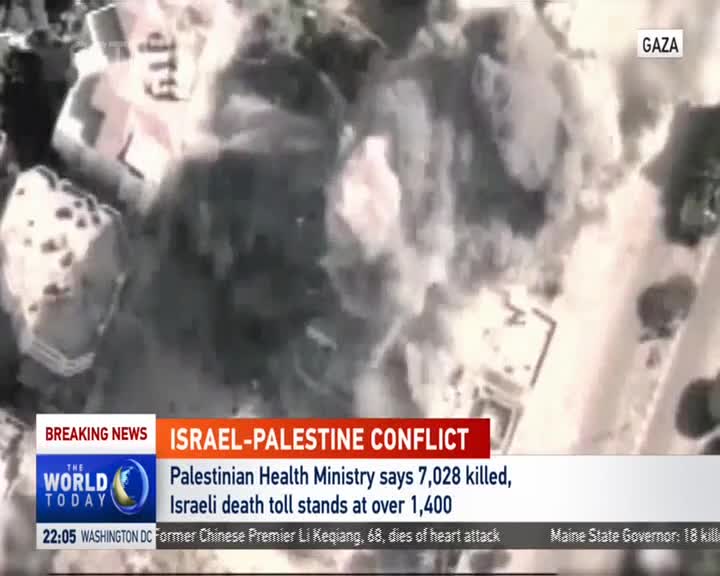 GAZA
BREAKING NEWS
ISRAEL-PALESTINE CONFLICT
THE
WORLD
TODAY
Palestinian Health Ministry says 7,028 killed,
Israeli death toll stands at over 1,400
22:05 WASHINGTON DC
Former Chinese Premier Li Keqiang, 68, dies of heart attack
Maine State Governor: 18